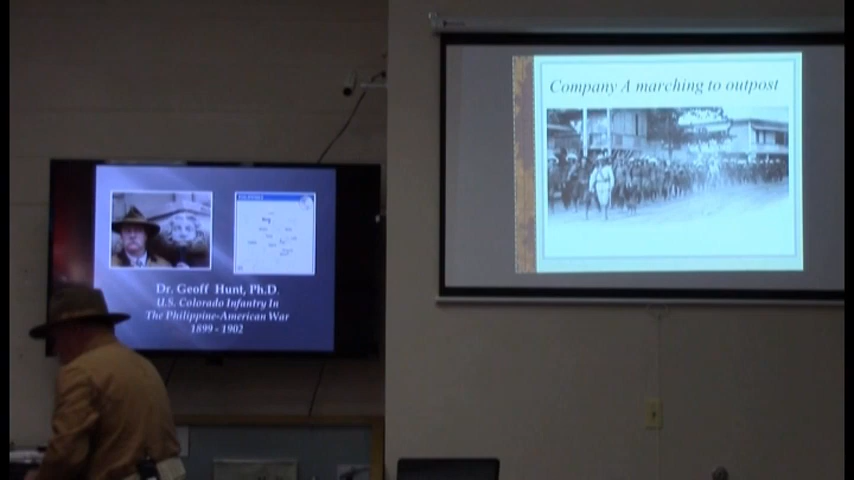 Dr. Geoff Hunt, Ph.D.
U.S. Colorado Infantry In
The Philippine-American War
1899 - 1902
Company A marching to outpost